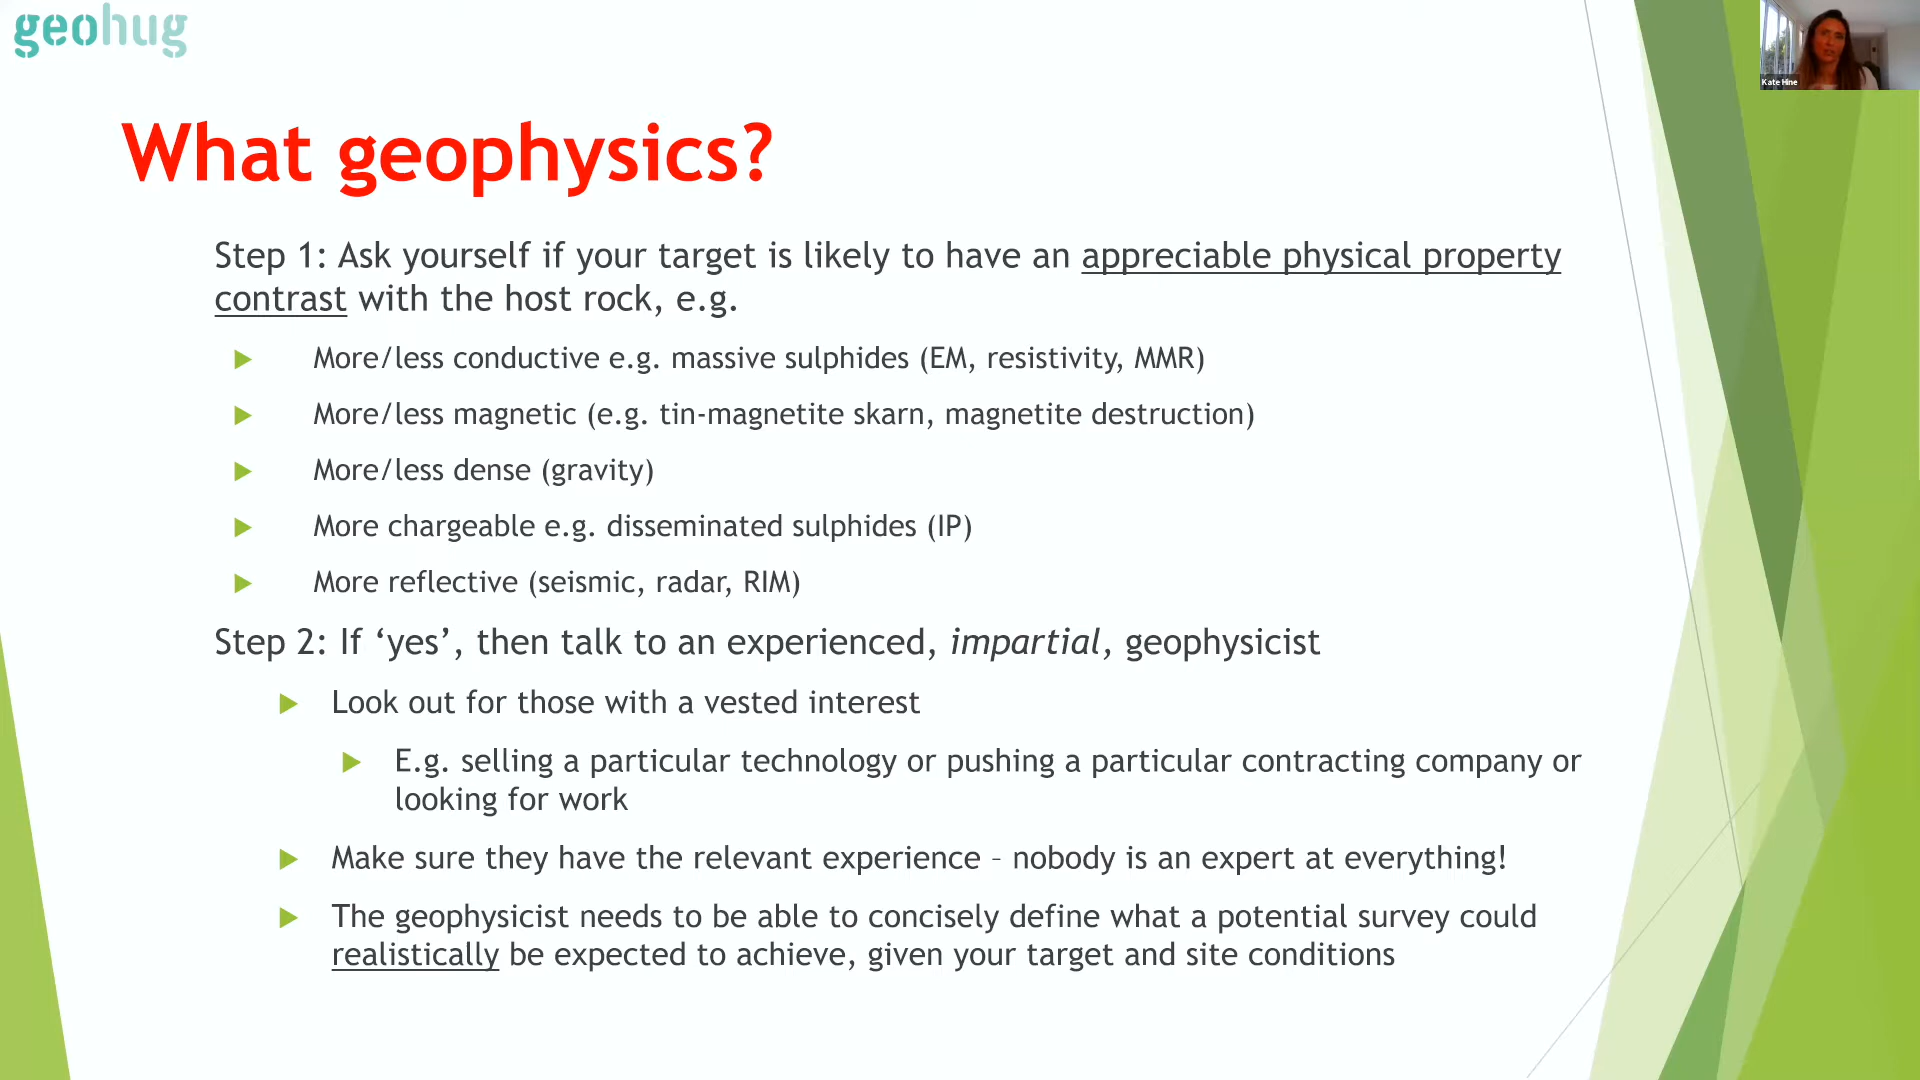 geohug
Kate Hine
What geophysics?
Step 1: Ask yourself if your target is likely to have an appreciable physical property
contrast with the host rock, e.g.
More/less conductive e.g. massive sulphides (EM, resistivity, MMR)
More/less magnetic (e.g. tin-magnetite skarn, magnetite destruction)
More/less dense (gravity)
More chargeable e.g. disseminated sulphides (IP)
More reflective (seismic, radar, RIM)
Step 2: If ‘yes’, then talk to an experienced, impartial, geophysicist
Look out for those with a vested interest
E.g. selling a particular technology or pushing a particular contracting company or
looking for work
Make sure they have the relevant experience – nobody is an expert at everything!
The geophysicist needs to be able to concisely define what a potential survey could
realistically be expected to achieve, given your target and site conditions